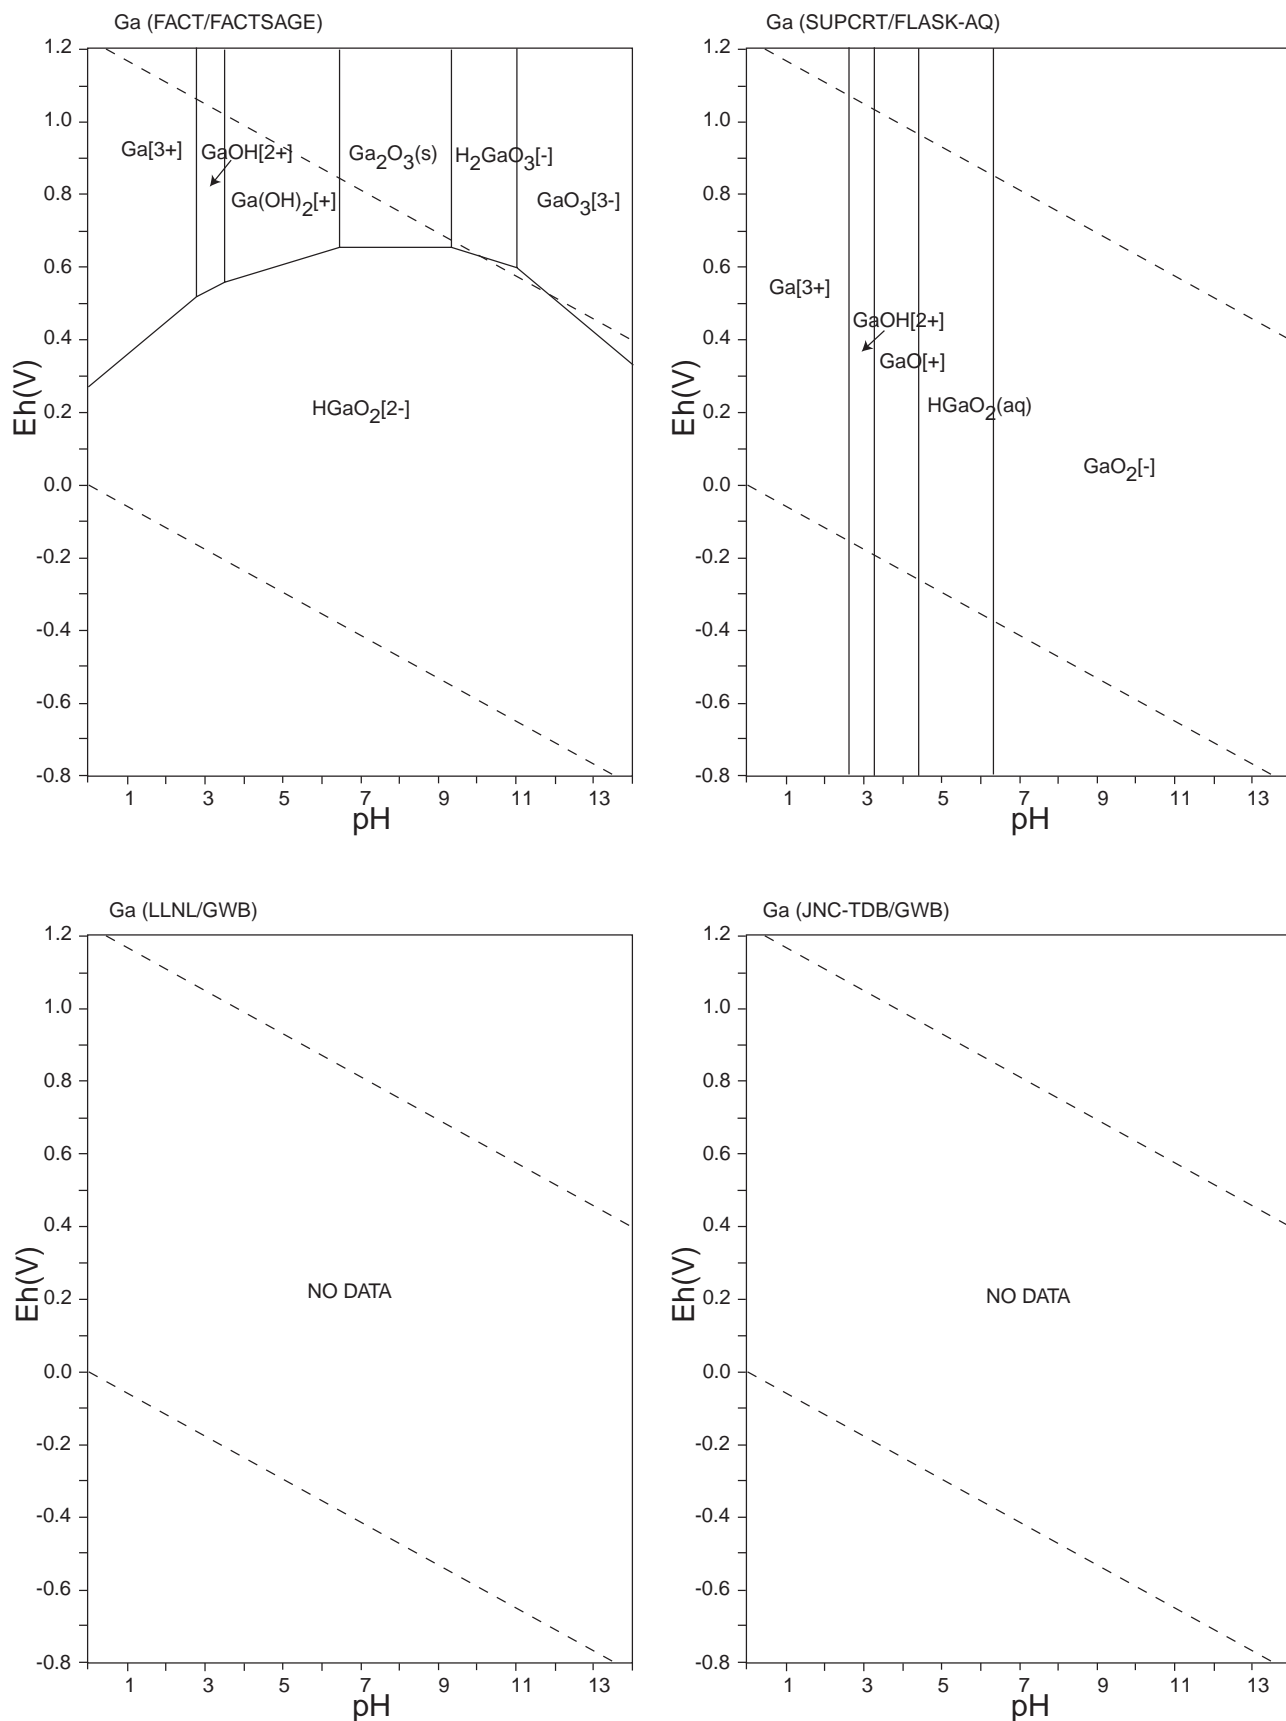 Ga (FACT/FACTSAGE)
1.2
1.0
0.8
0.6
0.4
0.2
0.0
-0.2
-0.4
-0.6
-0.8
Eh(V)
Ga[3+]
GaOH[2+]
Ga(OH)2[+]
Ga2O3(s)
H2GaO3[-]
GaO3[3-]
HGaO2[2-]
1 3 5 7 9 11 13
pH
Ga (SUPCRT/FLASK-AQ)
1.2
1.0
0.8
0.6
0.4
0.2
0.0
-0.2
-0.4
-0.6
-0.8
Eh(V)
Ga[3+]
GaOH[2+]
GaO[+]
HGaO2(aq)
GaO2[-]
1 3 5 7 9 11 13
pH
Ga (LLNL/GWB)
1.2
1.0
0.8
0.6
0.4
0.2
0.0
-0.2
-0.4
-0.6
-0.8
Eh(V)
NO DATA
1 3 5 7 9 11 13
pH
Ga (JNC-TDB/GWB)
1.2
1.0
0.8
0.6
0.4
0.2
0.0
-0.2
-0.4
-0.6
-0.8
Eh(V)
NO DATA
1 3 5 7 9 11 13
pH